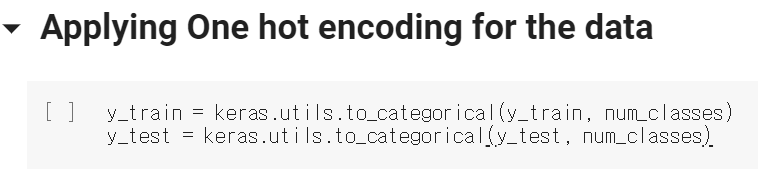 Applying One hot encoding for the data
[ ] y_train = keras.utils.to_categorical(y_train, num_classes)
y_test = keras.utils.to_categorical(y_test, num_classes)